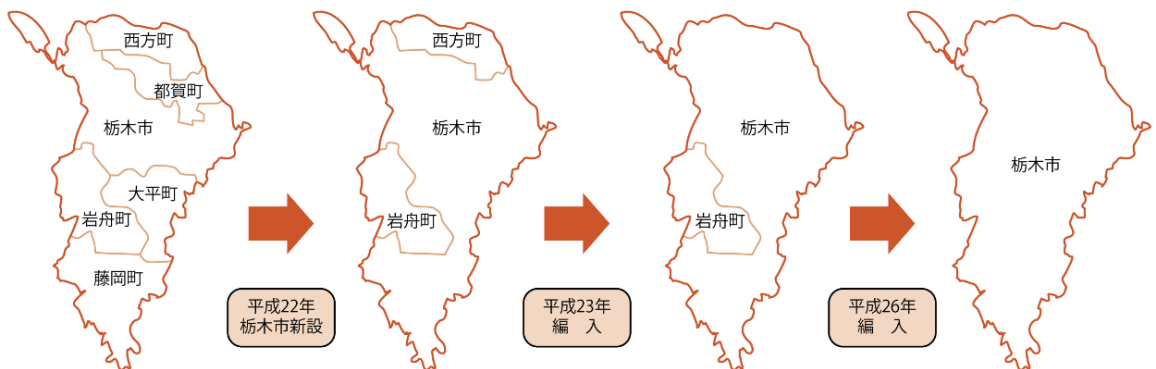 西方町
都賀町
栃木市
大平町
岩舟町
藤岡町
平成22年
栃木市新設
西方町
栃木市
岩舟町
平成23年
編　入
栃木市
岩舟町
平成26年
編　入
栃木市